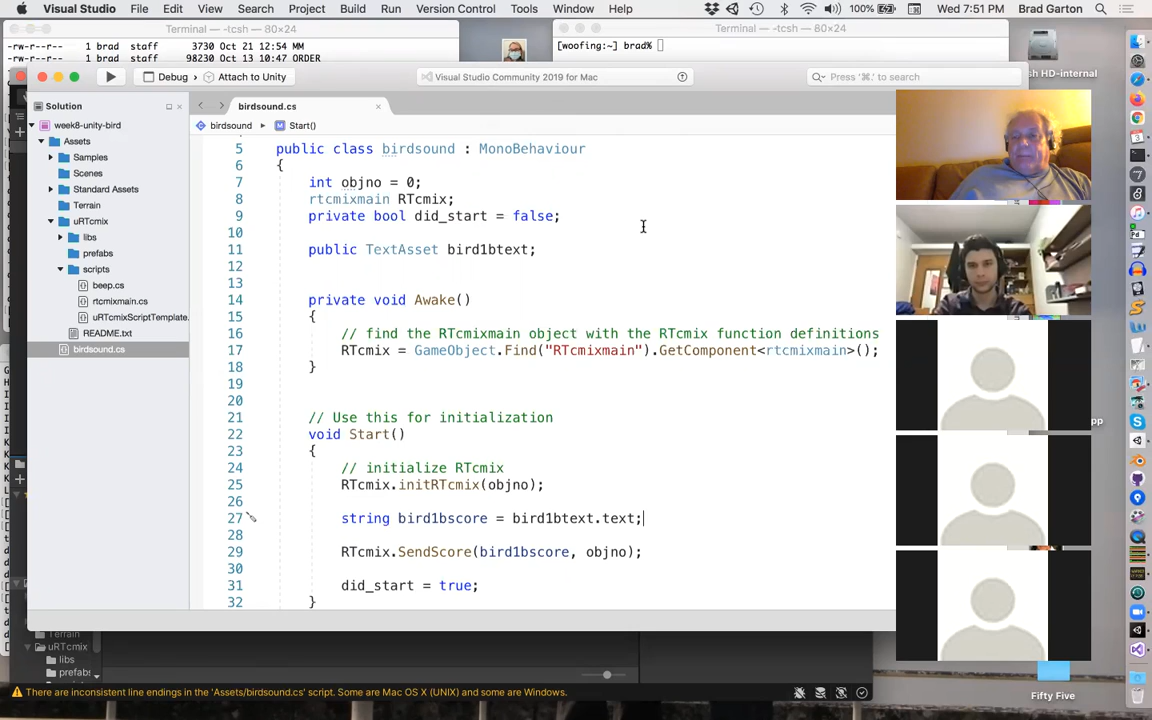 Visual Studio File Edit View Search Project Build Run Version Control Tools Window Help 100% Wed 7:51 PM Brad Garton
Terminail — -tcsh — 80×24
Terminal — -tcsh — 80×24
-rw-r--r-- 1 brad staff 3730 Oct 21 12:54 MM
-rw-r--r-- 1 brad staff 98230 Oct 13 10:47 ORDER
[woofing:~] brad%
sh HD-internal
Debug › Attach to Unity
Visual Studio Community 2019 for Mac
Press '⌘.' to search
Solution
birdsound.cs
birdsound
Start()
week8-unity-bird
Assets
Samples
Scenes
Standard Assets
Terrain
uRTcmix
libs
prefabs
scripts
beep.cs
rtcmixmain.cs
uRTcmixScriptTemplate.
README.txt
birdsound.cs
5 public class birdsound : MonoBehaviour
6 {
7 int objno = 0;
8 rtcmixmain RTcmix;
9 private bool did_start = false;
10
11 public TextAsset bird1btext;
12
13
14 private void Awake()
15 {
16 // find the RTcmixmain object with the RTcmix function definitions
17 RTcmix = GameObject.Find("RTcmixmain").GetComponent<rtcmixmain>();
18 }
19
20
21 // Use this for initialization
22 void Start()
23 {
24 // initialize RTcmix
25 RTcmix.initRTcmix(objno);
26
27 string bird1bscore = bird1btext.text;
28
29 RTcmix.SendScore(bird1bscore, objno);
30
31 did_start = true;
32 }
Terrain
uRTcmix
libs
prefabs
There are inconsistent line endings in the 'Assets/birdsound.cs' script. Some are Mac OS X (UNIX) and some are Windows.
Fifty Five